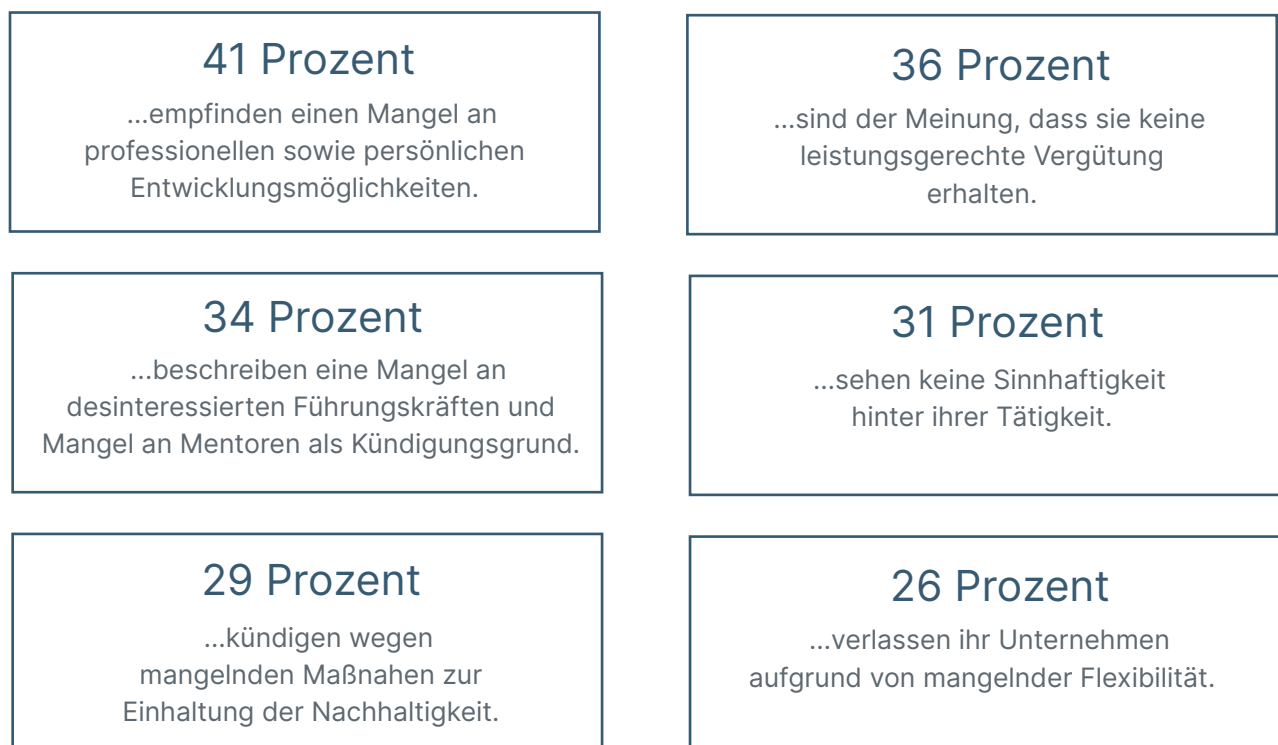 41 Prozent
...empfinden einen Mangel an
professionellen sowie persönlichen
Entwicklungsmöglichkeiten.
36 Prozent
...sind der Meinung, dass sie keine
leistungsgerechte Vergütung
erhalten.
34 Prozent
...beschreiben eine Mangel an
desinteressierten Führungskräften und
Mangel an Mentoren als Kündigungsgrund.
31 Prozent
...sehen keine Sinnhaftigkeit
hinter ihrer Tätigkeit.
29 Prozent
...kündigen wegen
mangelnden Maßnahen zur
Einhaltung der Nachhaltigkeit.
26 Prozent
...verlassen ihr Unternehmen
aufgrund von mangelnder Flexibilität.